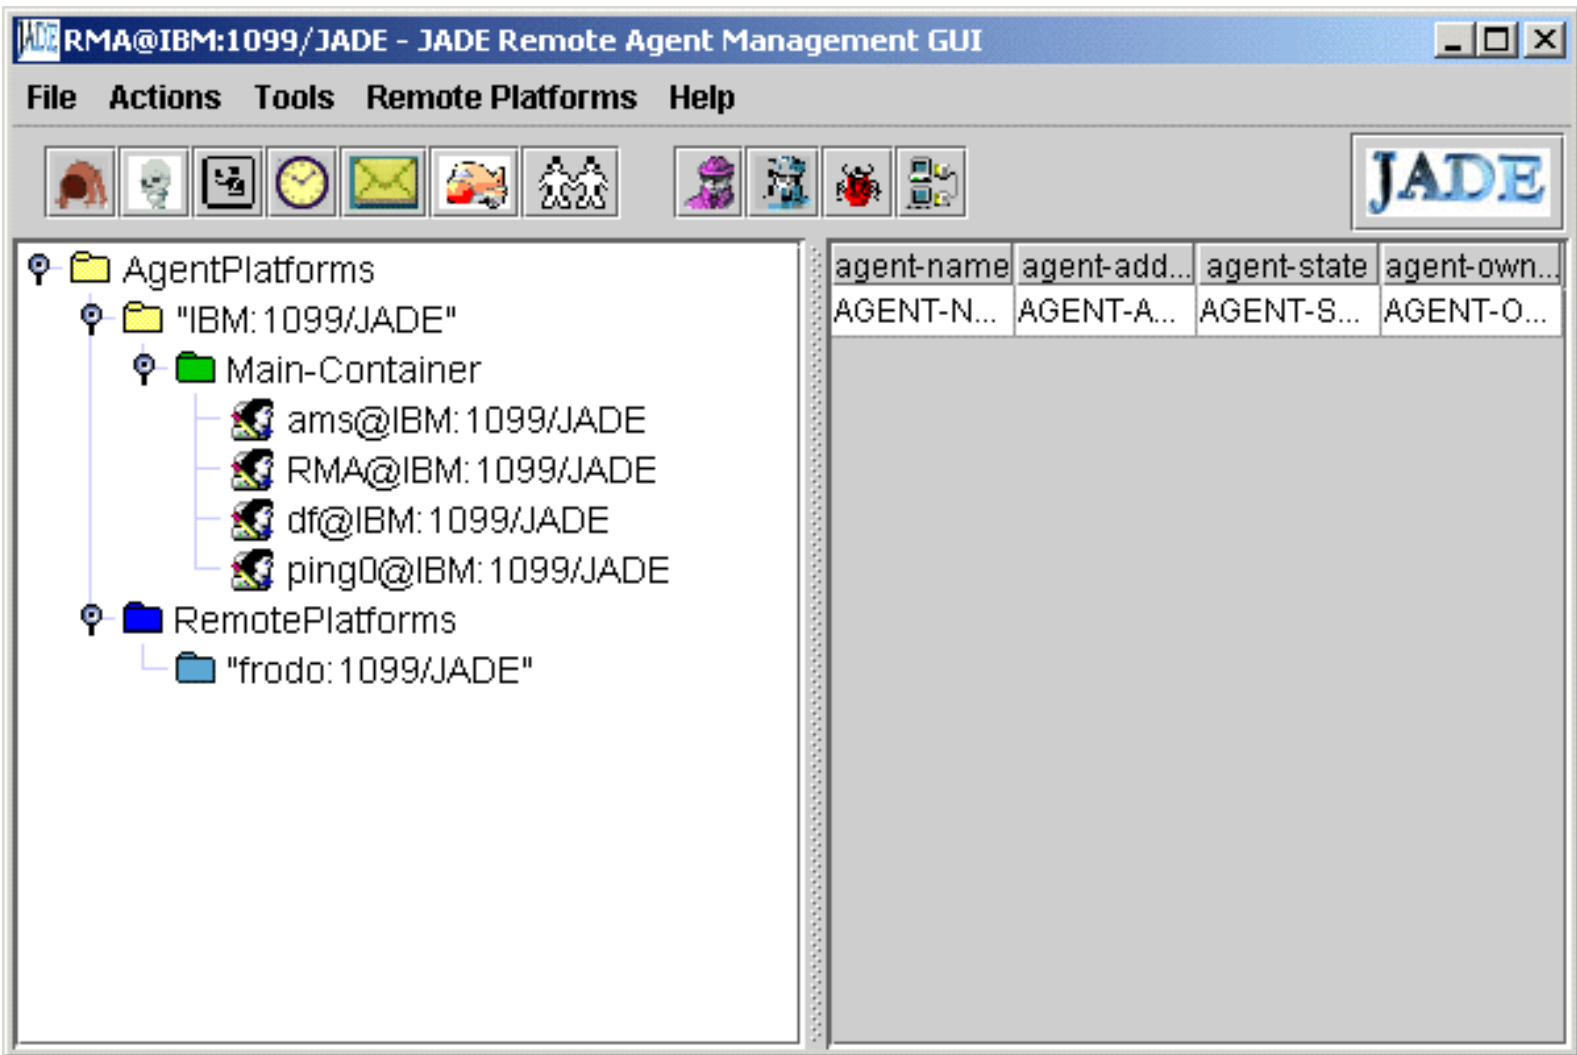 JADE RMA@IBM:1099/JADE - JADE Remote Agent Management GUI
File Actions Tools Remote Platforms Help
JADE
AgentPlatforms
"IBM:1099/JADE"
Main-Container
ams@IBM:1099/JADE
RMA@IBM:1099/JADE
df@IBM:1099/JADE
ping0@IBM:1099/JADE
RemotePlatforms
"frodo:1099/JADE"
agent-name agent-add... agent-state agent-own...
AGENT-N... AGENT-A... AGENT-S... AGENT-O...